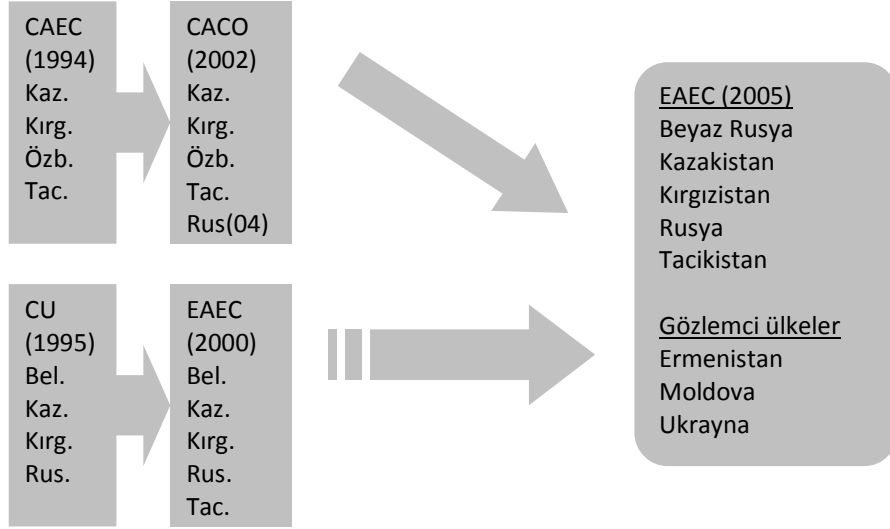 CAEC
(1994)
Kaz.
Kırg.
Özb.
Tac.
CACO
(2002)
Kaz.
Kırg.
Özb.
Tac.
Rus(04)
CU
(1995)
Bel.
Kaz.
Kırg.
Rus.
EAEC
(2000)
Bel.
Kaz.
Kırg.
Rus.
Tac.
EAEC (2005)
Beyaz Rusya
Kazakistan
Kırgızistan
Rusya
Tacikistan
Gözlemci ülkeler
Ermenistan
Moldova
Ukrayna